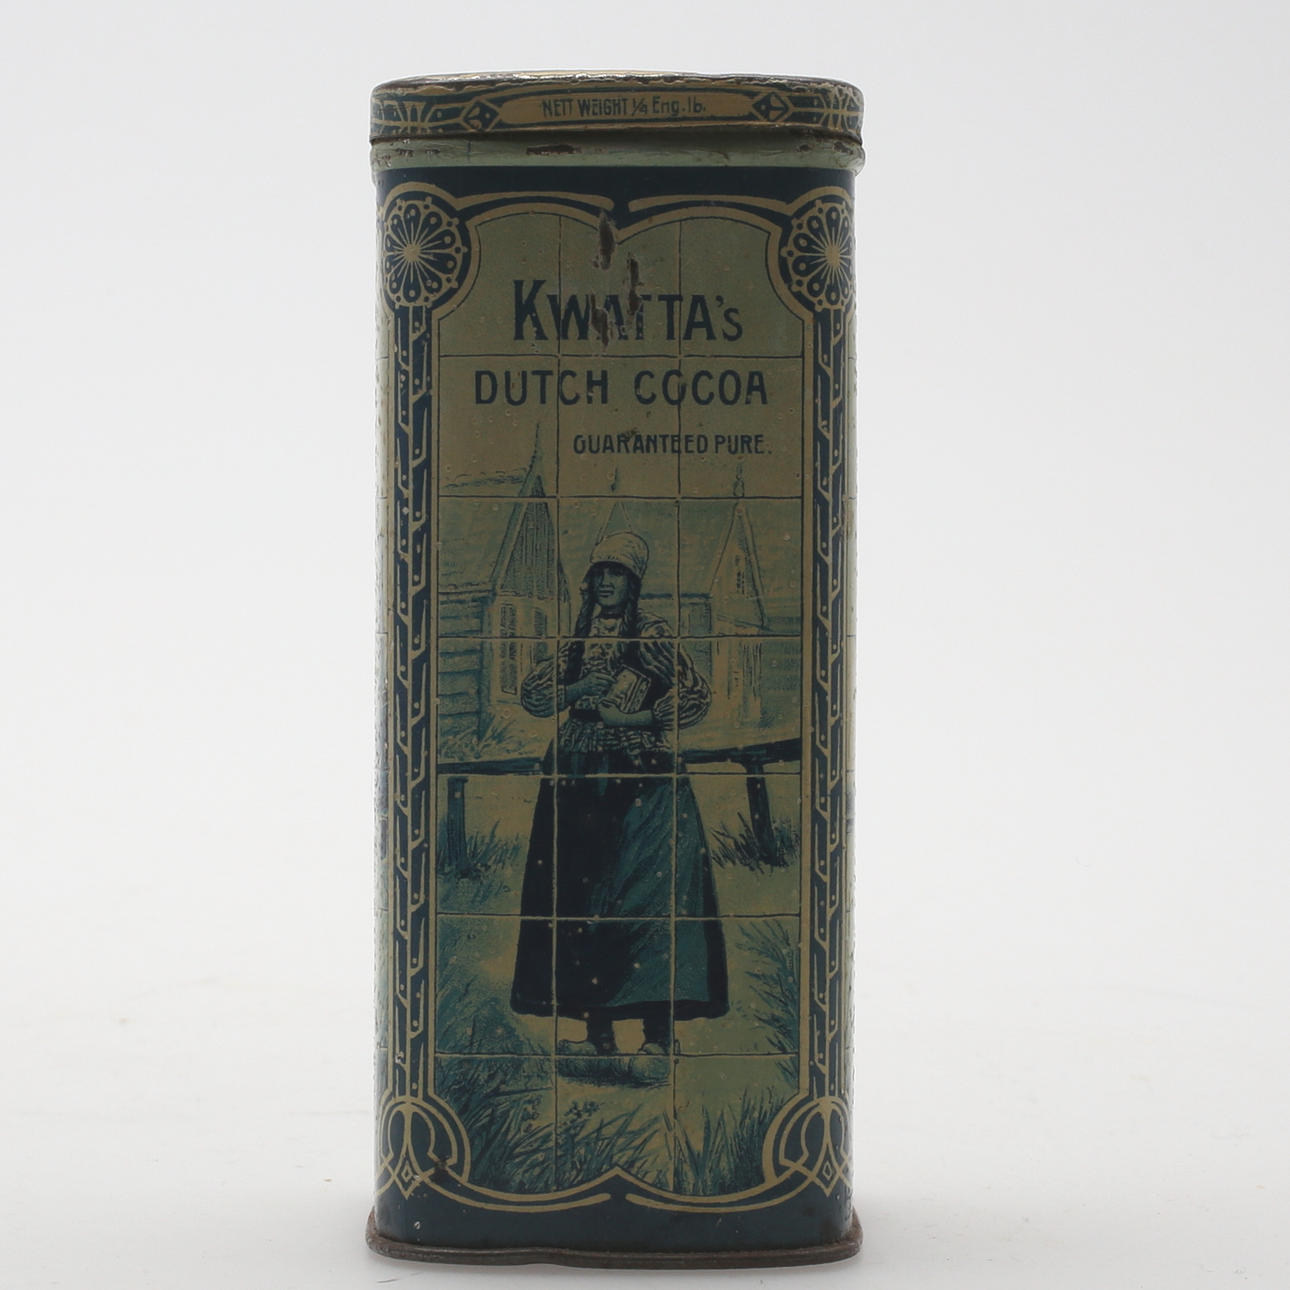 NETT WEIGHT ¼ Eng. lb.
KWATTA's
DUTCH COCOA
GUARANTEED PURE.